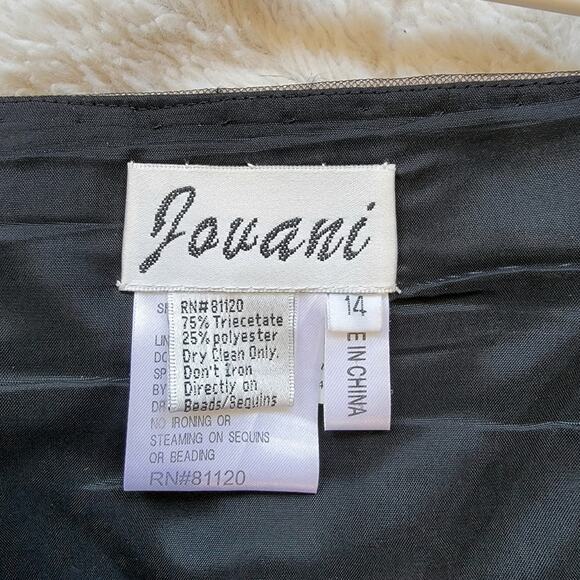 Jovani
RN#81120
75% Triecetate
25% polyester
Dry Clean Only.
Don't Iron
Directly on
Beads/Sequins
14
E IN CHINA
NO IRONING OR
STEAMING ON SEQUINS
OR BEADING
RN#81120